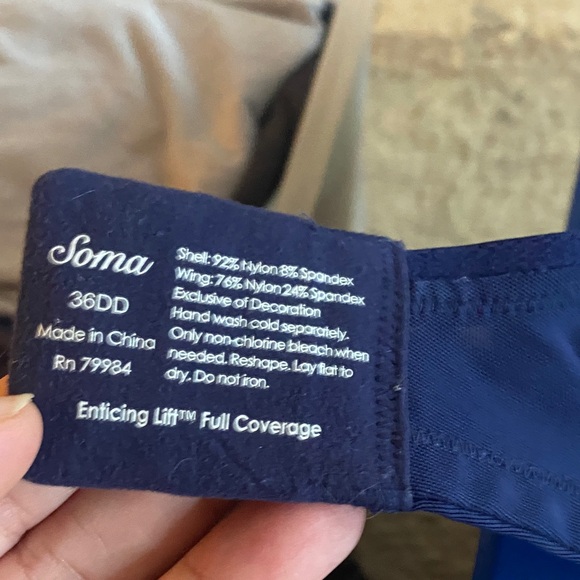 Soma
36DD
Made in China
Rn 79984
Shell: 92% Nylon 8% Spandex
Wing: 76% Nylon 24% Spandex
Exclusive of Decoration
Hand wash cold separately.
Only non-chlorine bleach when
needed. Reshape. Lay flat to
dry. Do not iron.
Enticing Lift™ Full Coverage